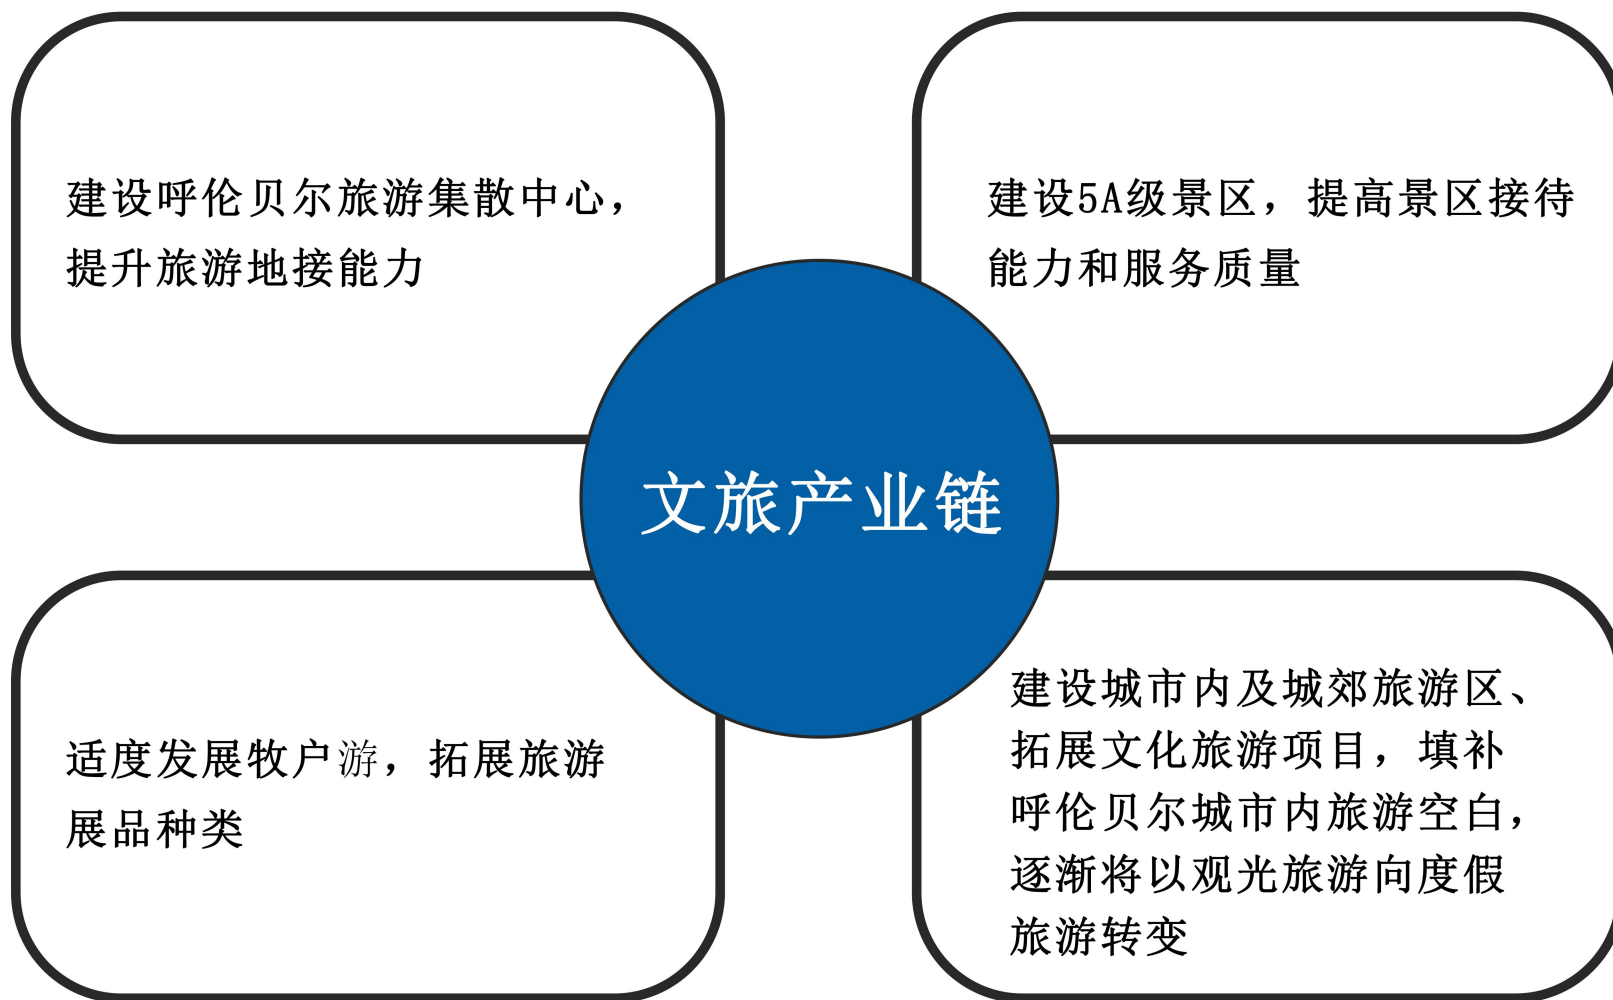 建设呼伦贝尔旅游集散中心，
提升旅游地接能力
建设5A级景区，提高景区接待
能力和服务质量
文旅产业链
适度发展牧户游，拓展旅游
展品种类
建设城市内及城郊旅游区、
拓展文化旅游项目，填补
呼伦贝尔城市内旅游空白，
逐渐将以观光旅游向度假
旅游转变